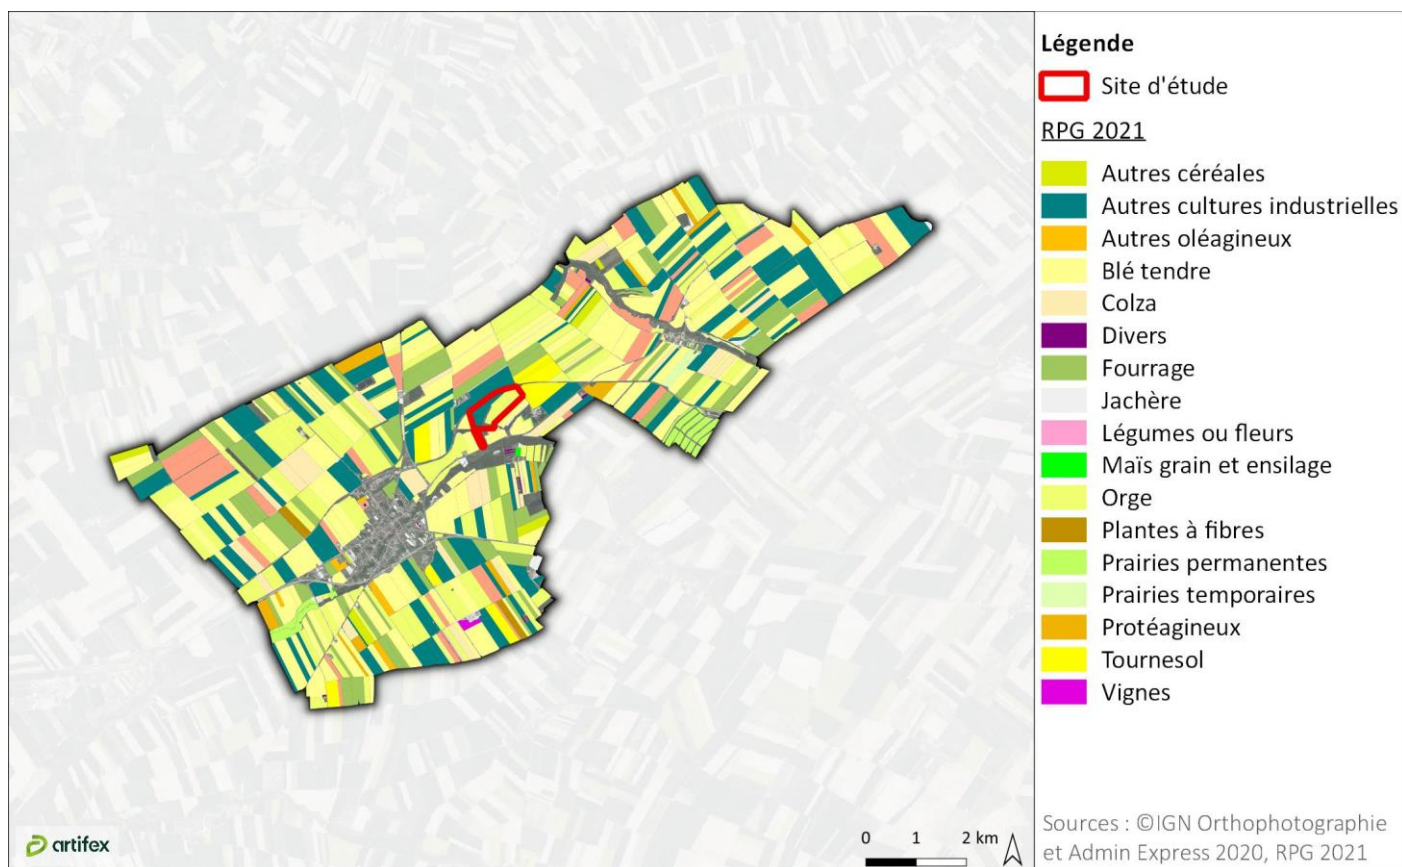 Légende
Site d'étude
RPG 2021
Autres céréales
Autres cultures industrielles
Autres oléagineux
Blé tendre
Colza
Divers
Fourrage
Jachère
Légumes ou fleurs
Maïs grain et ensilage
Orge
Plantes à fibres
Prairies permanentes
Prairies temporaires
Protéagineux
Tournesol
Vignes
artifex
0 1 2 km
Sources : ©IGN Orthophotographie
et Admin Express 2020, RPG 2021